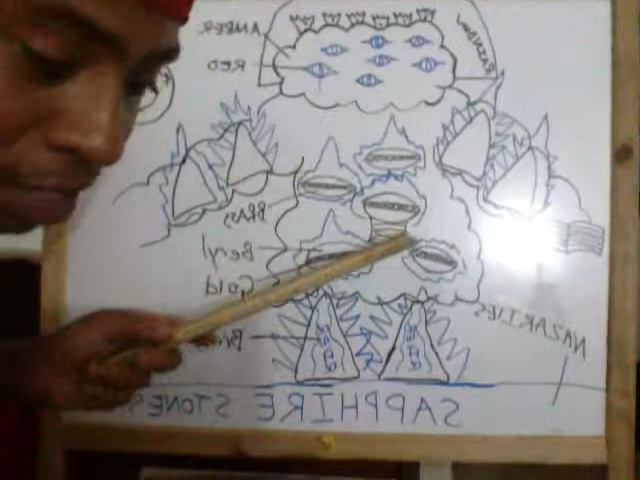 AMBER
RAINBOW
RED
BRASS
Beryl
Gold
NAZARITES
SAPPHIRE STONES